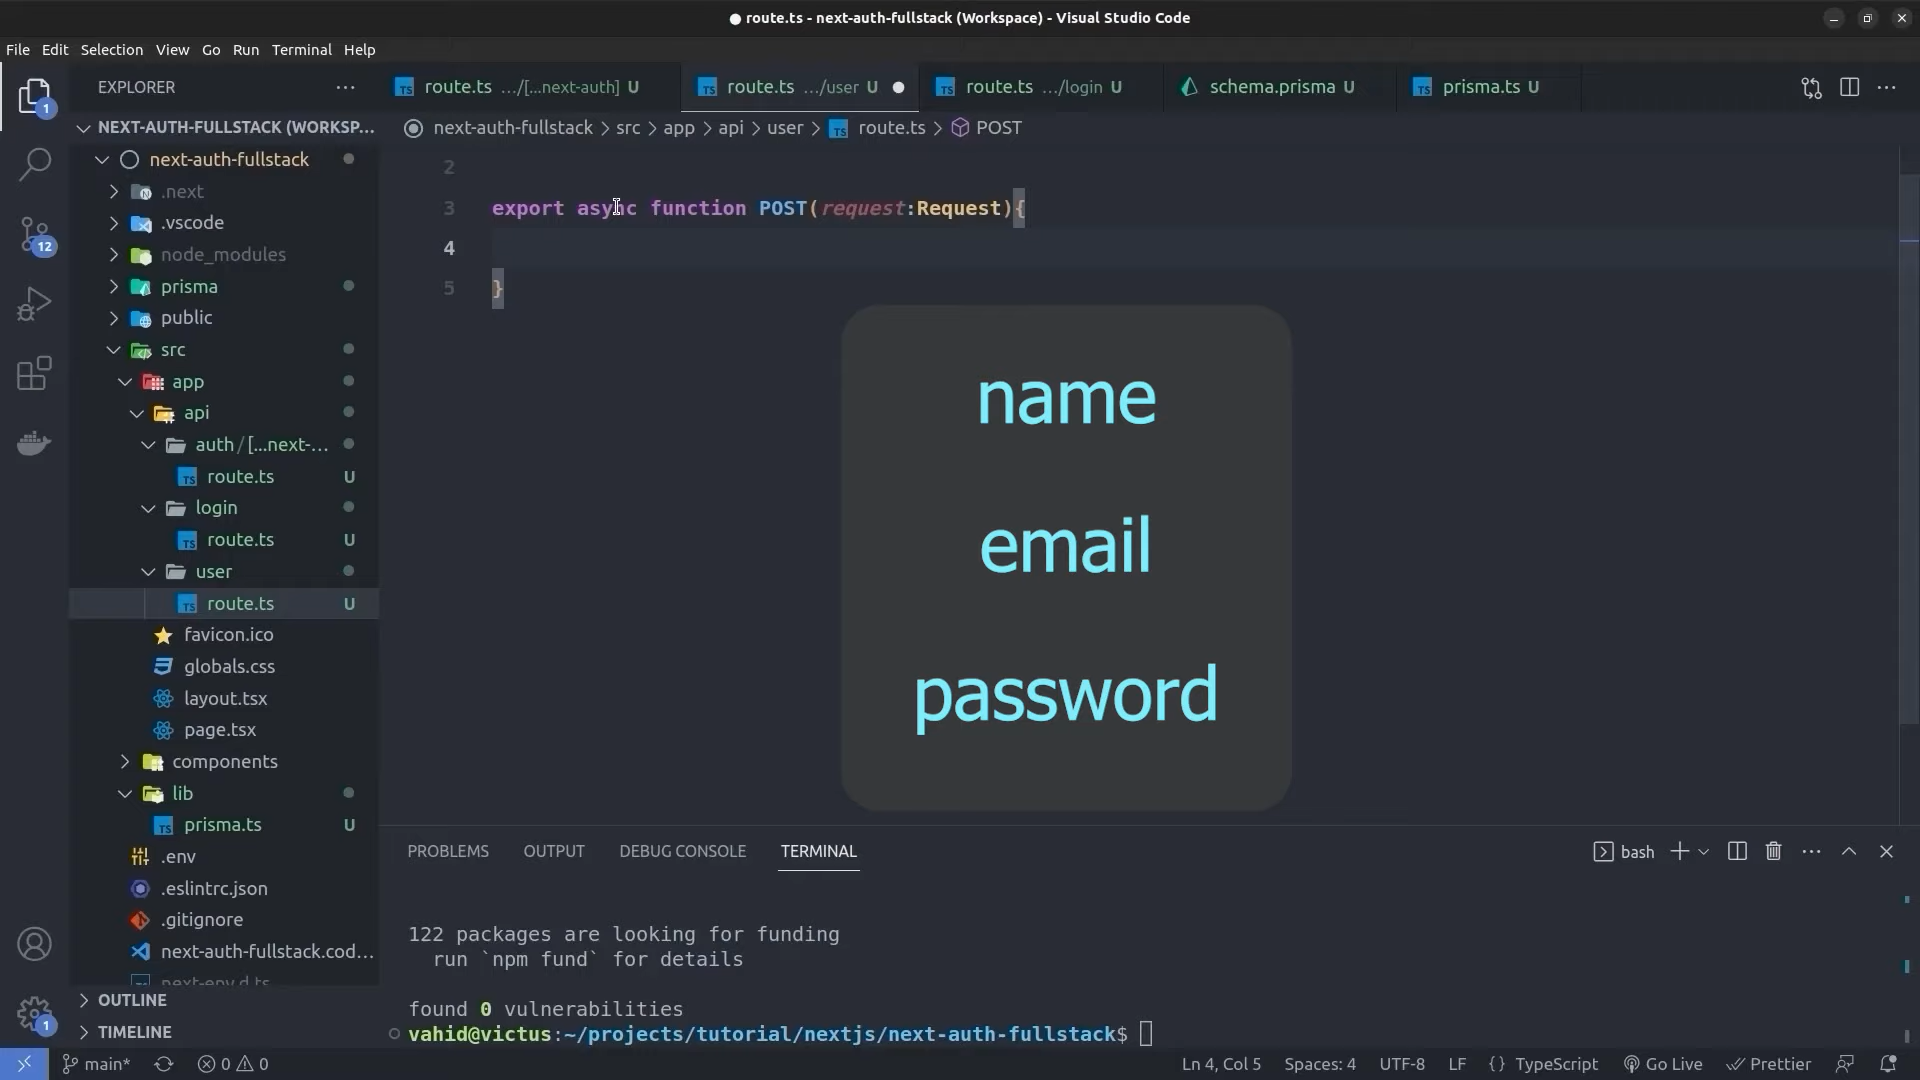 route.ts - next-auth-fullstack (Workspace) - Visual Studio Code
File Edit Selection View Go Run Terminal Help
EXPLORER
NEXT-AUTH-FULLSTACK (WORKSP...
next-auth-fullstack
.next
.vscode
node_modules
prisma
public
src
app
api
auth/[...next-...
route.ts U
login
route.ts U
user
route.ts U
favicon.ico
globals.css
layout.tsx
page.tsx
components
lib
prisma.ts U
.env
.eslintrc.json
.gitignore
next-auth-fullstack.cod...
next-env.d.ts
OUTLINE
TIMELINE
1
12
1
route.ts .../[...next-auth] U
route.ts .../user U
route.ts .../login U
schema.prisma U
prisma.ts U
next-auth-fullstack > src > app > api > user > TS route.ts > POST
2
3 export async function POST(request:Request){
4
5 }
name
email
password
PROBLEMS OUTPUT DEBUG CONSOLE TERMINAL
bash
122 packages are looking for funding
run `npm fund` for details
found 0 vulnerabilities
vahid@victus:~/projects/tutorial/nextjs/next-auth-fullstack$
main* 0 0 Ln 4, Col 5 Spaces: 4 UTF-8 LF {} TypeScript Go Live Prettier